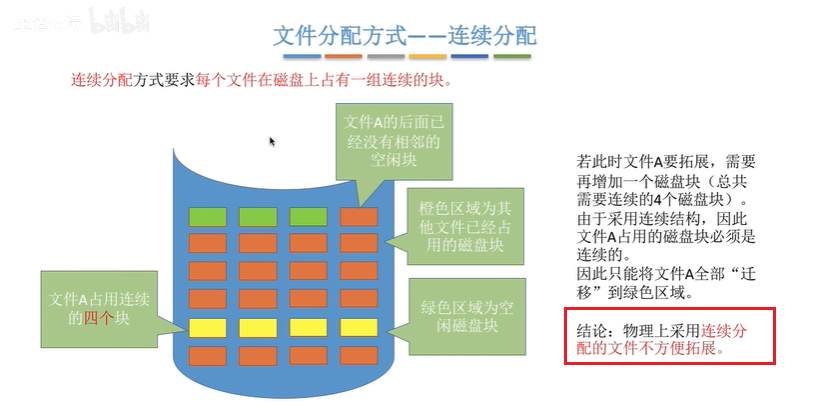 文件分配方式——连续分配
连续分配方式要求每个文件在磁盘上占有一组连续的块。
文件A的后面已
经没有相邻的
空闲块
橙色区域为其
他文件已经占
用的磁盘块
文件A占用连续
的四个块
绿色区域为空
闲磁盘块
若此时文件A要拓展，需要
再增加一个磁盘块（总共
需要连续的4个磁盘块）。
由于采用连续结构，因此
文件A占用的磁盘块必须是
连续的。
因此只能将文件A全部“迁
移”到绿色区域。
结论：物理上采用连续分
配的文件不方便拓展。